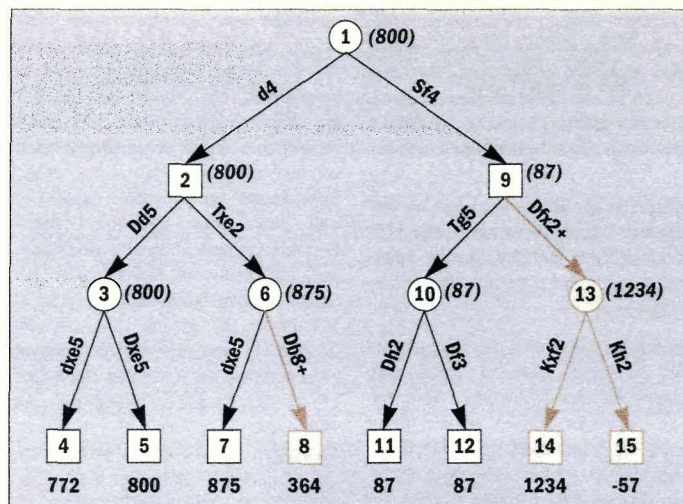 1 (800)
d4 Sf4
2 (800) 9 (87)
Dd5 Txe2 Tg5 Dfx2+
3 (800) 6 (875) 10 (87) 13 (1234)
dxe5 Dxe5 dxe5 Db8+ Dh2 Df3 Kxf2 Kh2
4 5 7 8 11 12 14 15
772 800 875 364 87 87 1234 -57